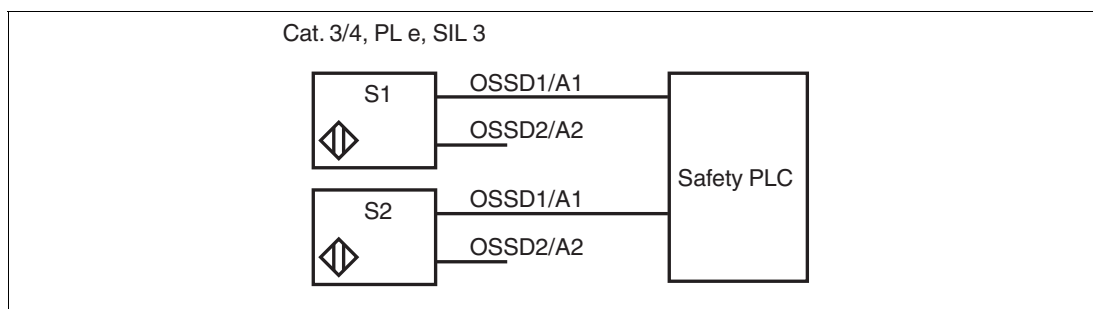 Cat. 3/4, PL e, SIL 3
S1
OSSD1/A1
OSSD2/A2
Safety PLC
S2
OSSD1/A1
OSSD2/A2